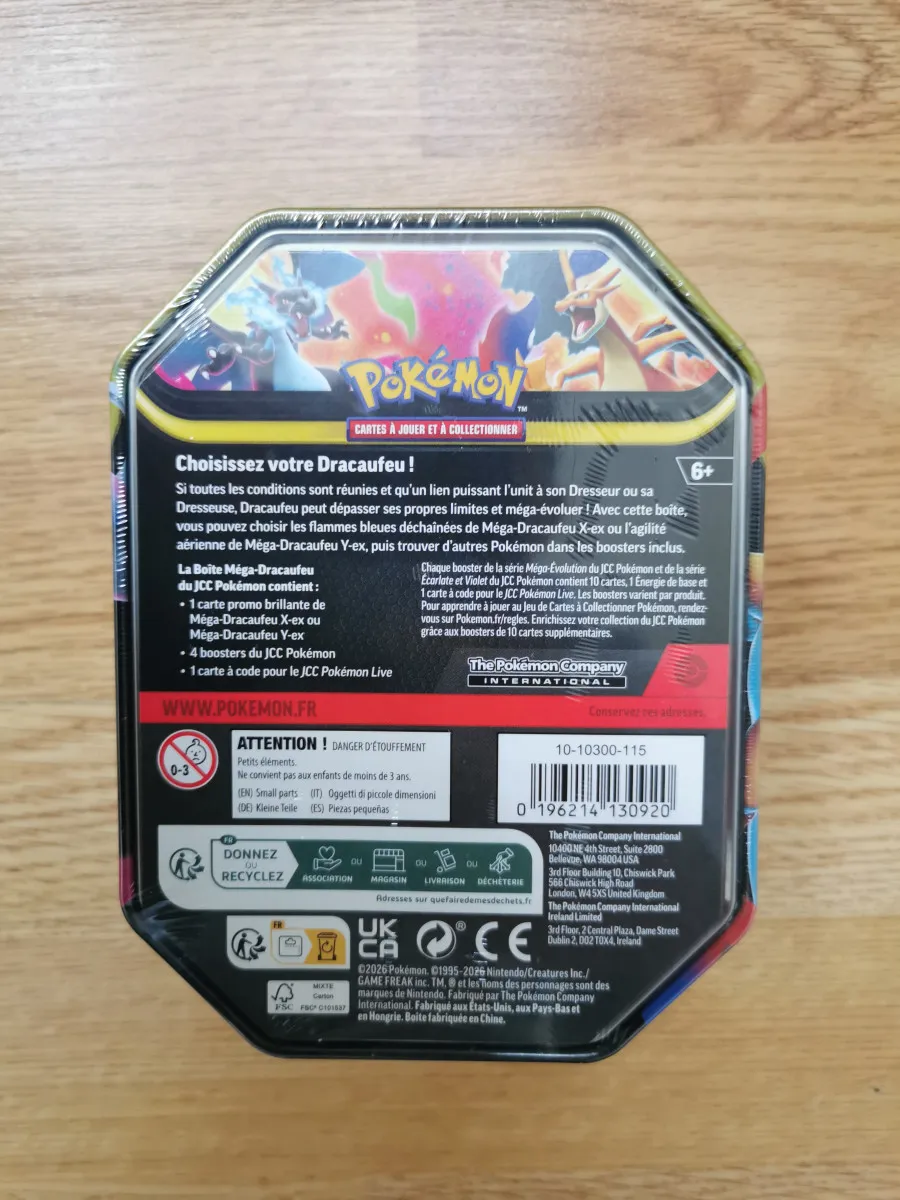 POKéMON
TM
CARTES À JOUER ET À COLLECTIONNER
Choisissez votre Dracaufeu !
6+
Si toutes les conditions sont réunies et qu'un lien puissant l'unit à son Dresseur ou sa
Dresseuse, Dracaufeu peut dépasser ses propres limites et méga-évoluer ! Avec cette boîte,
vous pouvez choisir les flammes bleues déchaînées de Méga-Dracaufeu X-ex ou l'agilité
aérienne de Méga-Dracaufeu Y-ex, puis trouver d'autres Pokémon dans les boosters inclus.
La Boîte Méga-Dracaufeu
du JCC Pokémon contient :
• 1 carte promo brillante de
Méga-Dracaufeu X-ex ou
Méga-Dracaufeu Y-ex
• 4 boosters du JCC Pokémon
• 1 carte à code pour le JCC Pokémon Live
Chaque booster de la série Méga-Évolution du JCC Pokémon et de la série
Écarlate et Violet du JCC Pokémon contient 10 cartes, 1 Énergie de base et
1 carte à code pour le JCC Pokémon Live. Les boosters varient par produit.
Pour apprendre à jouer au Jeu de Cartes à Collectionner Pokémon, rendez-
vous sur Pokemon.fr/regles. Enrichissez votre collection du JCC Pokémon
grâce aux boosters de 10 cartes supplémentaires.
The Pokémon Company
INTERNATIONAL
WWW.POKEMON.FR
Conservez ces adresses.
0-3
ATTENTION ! DANGER D'ÉTOUFFEMENT
Petits éléments.
Ne convient pas aux enfants de moins de 3 ans.
(EN) Small parts (IT) Oggetti di piccole dimensioni
(DE) Kleine Teile (ES) Piezas pequeñas
10-10300-115
0 196214 130920
FR
DONNEZ
OU
RECYCLEZ
ASSOCIATION
OU
MAGASIN
OU
LIVRAISON
OU
DÉCHÈTERIE
Adresses sur quefairedemesdechets.fr
The Pokémon Company International
10400 NE 4th Street, Suite 2800
Bellevue, WA 98004 USA
3rd Floor Building 10, Chiswick Park
566 Chiswick High Road
London, W4 5XS United Kingdom
The Pokémon Company International
Ireland Limited
3rd Floor, 2 Central Plaza, Dame Street
Dublin 2, D02 T0X4, Ireland
FR
UK
CA
®
CE
FSC
MIXTE
Carton
FSC® C101537
©2026 Pokémon. ©1995-2026 Nintendo/Creatures Inc./
GAME FREAK inc. TM, ® et les noms des personnages sont des
marques de Nintendo. Fabriqué par The Pokémon Company
International. Fabriqué aux États-Unis, aux Pays-Bas et
en Hongrie. Boîte fabriquée en Chine.